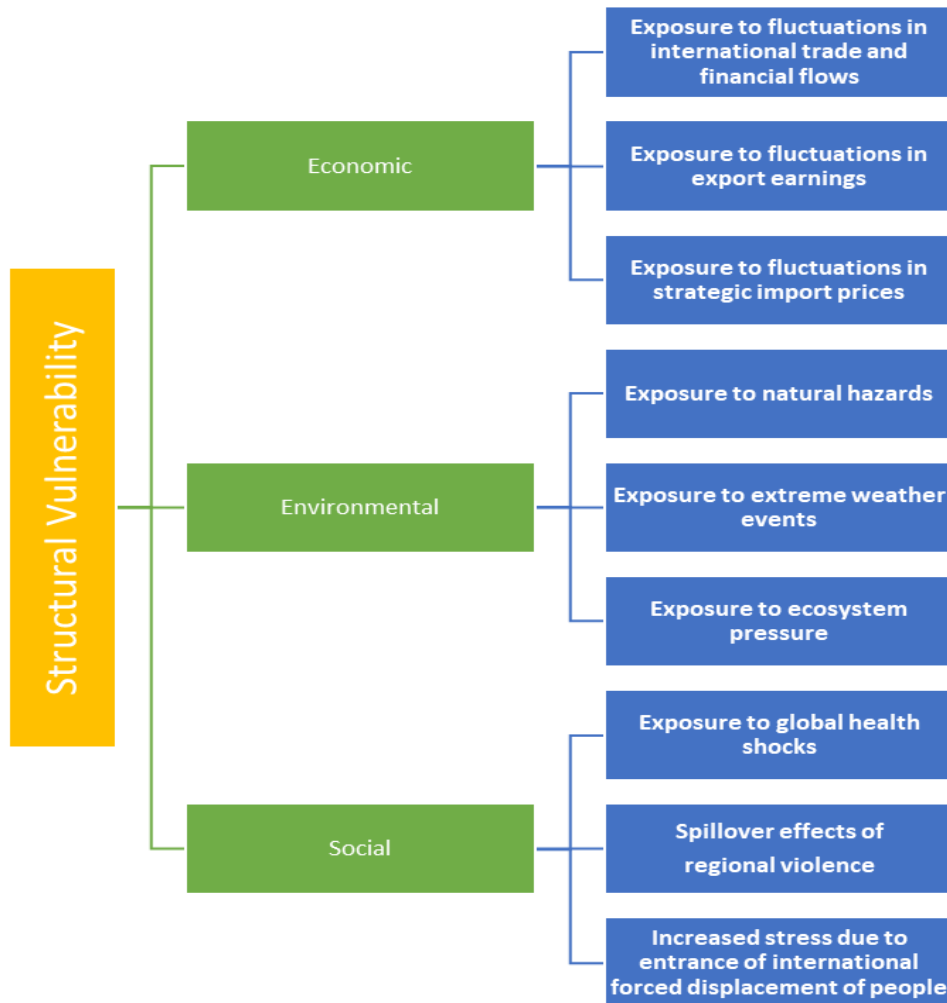 Structural Vulnerability
Economic
Exposure to fluctuations in
international trade and
financial flows
Exposure to fluctuations in
export earnings
Exposure to fluctuations in
strategic import prices
Environmental
Exposure to natural hazards
Exposure to extreme weather
events
Exposure to ecosystem
pressure
Social
Exposure to global health
shocks
Spillover effects of
regional violence
Increased stress due to
entrance of international
forced displacement of people